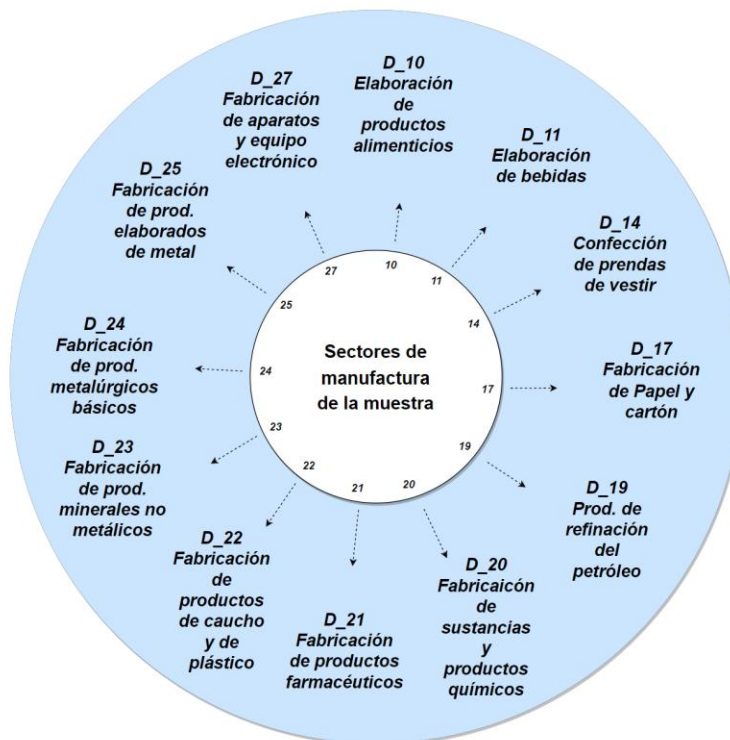 D_10
Elaboración
de
productos
alimenticios
D_11
Elaboración
de bebidas
D_14
Confección
de prendas
de vestir
D_17
Fabricación
de Papel y
cartón
D_19
Prod. de
refinación
del
petróleo
D_20
Fabricaicón
de
sustancias
y
productos
químicos
D_21
Fabricación
de productos
farmacéuticos
D_22
Fabricación
de
productos
de caucho
y de
plástico
D_23
Fabricación
de prod.
minerales no
metálicos
D_24
Fabricación
de prod.
metalúrgicos
básicos
D_25
Fabricación
de prod.
elaborados
de metal
D_27
Fabricación
de aparatos
y equipo
electrónico
10
11
14
17
19
20
21
22
23
24
25
27
Sectores de
manufactura
de la muestra